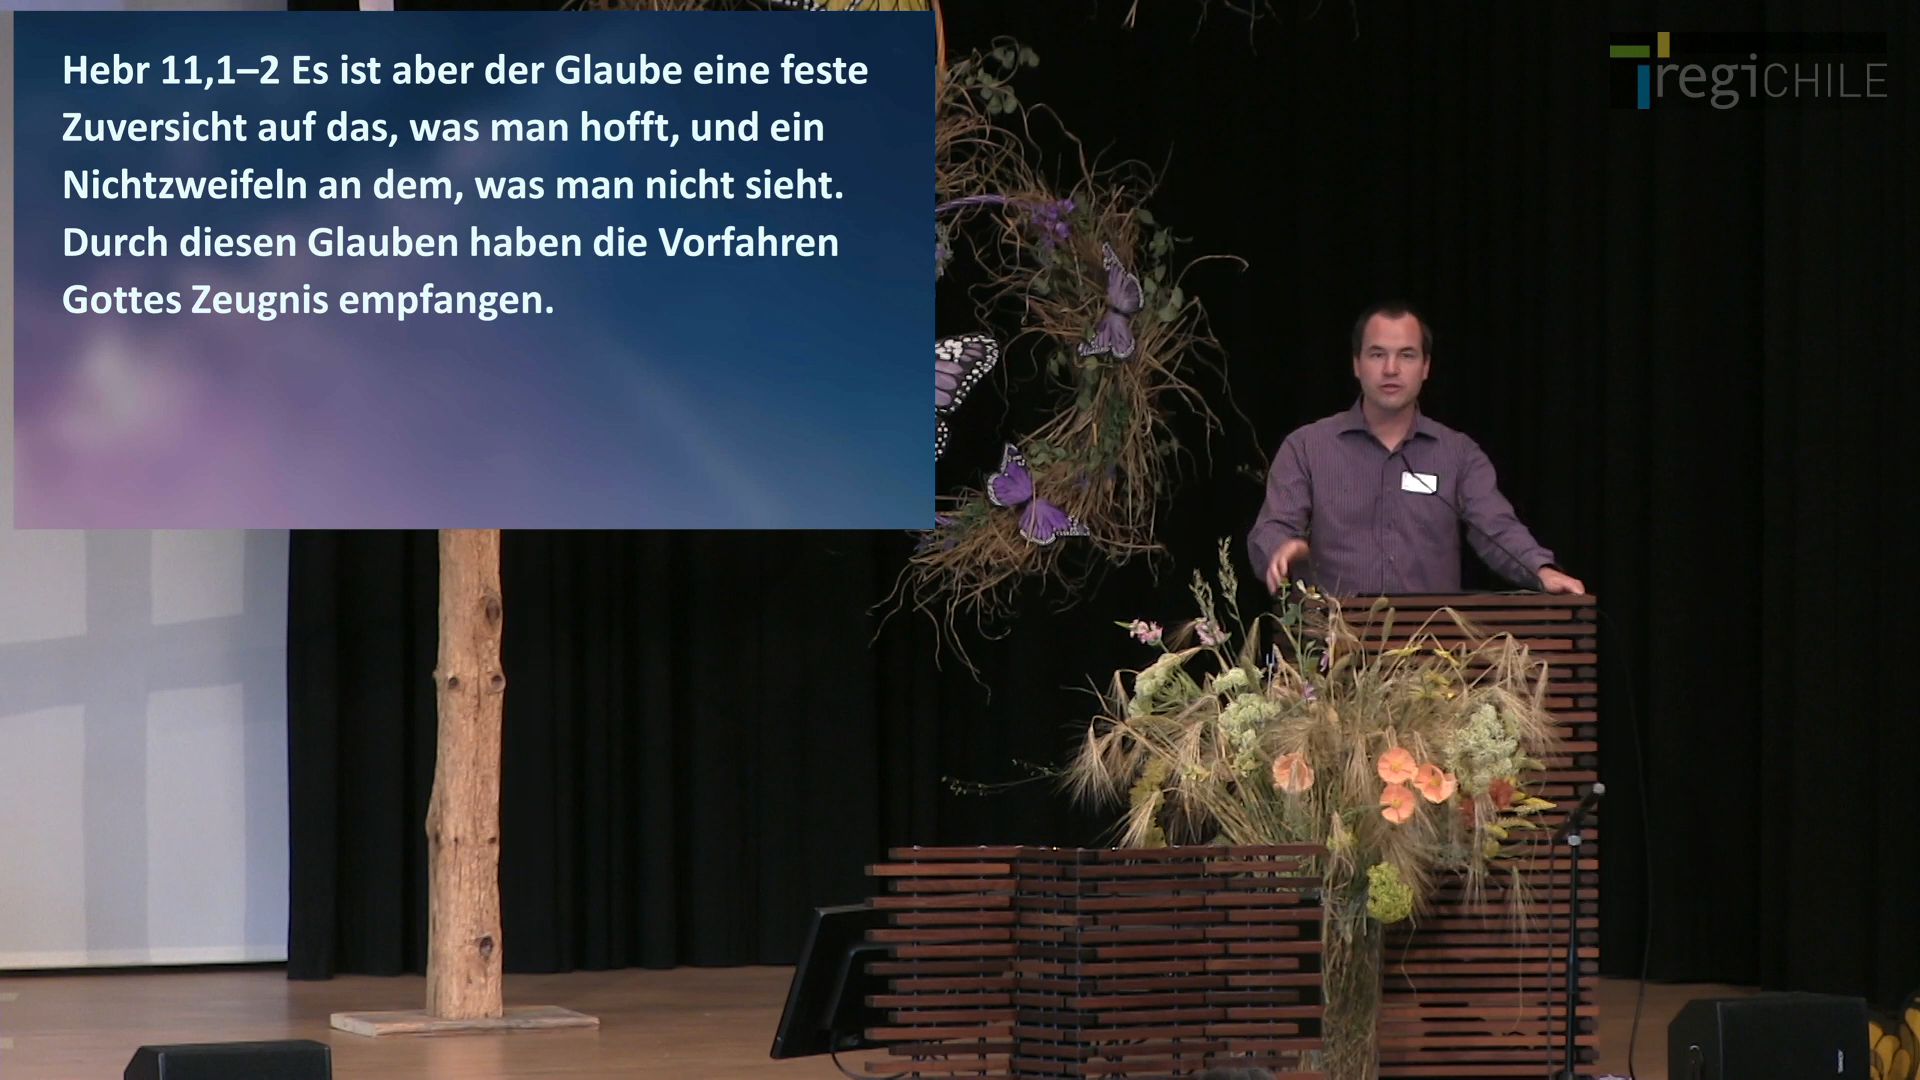 Hebr 11,1–2 Es ist aber der Glaube eine feste
Zuversicht auf das, was man hofft, und ein
Nichtzweifeln an dem, was man nicht sieht.
Durch diesen Glauben haben die Vorfahren
Gottes Zeugnis empfangen.
regiCHILE